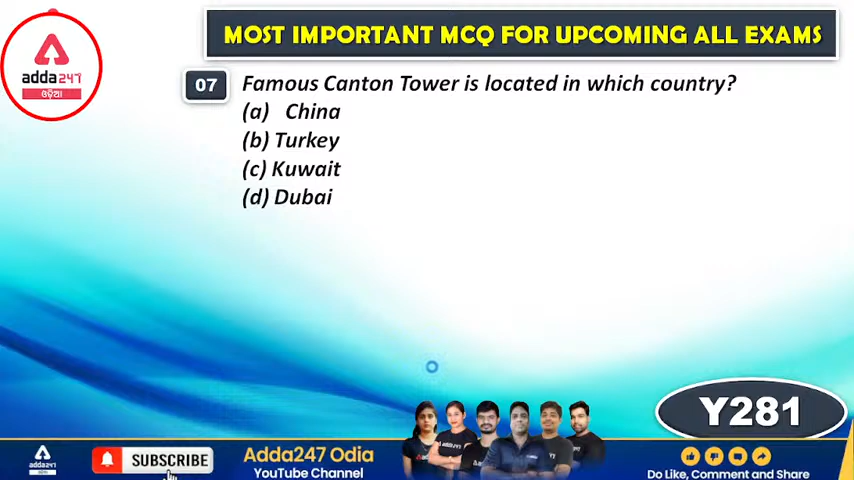 MOST IMPORTANT MCQ FOR UPCOMING ALL EXAMS
adda247
ଓଡ଼ିଆ
07 Famous Canton Tower is located in which country?
(a) China
(b) Turkey
(c) Kuwait
(d) Dubai
Y281
adda247
SUBSCRIBE
Adda247 Odia
YouTube Channel
Do Like, Comment and Share